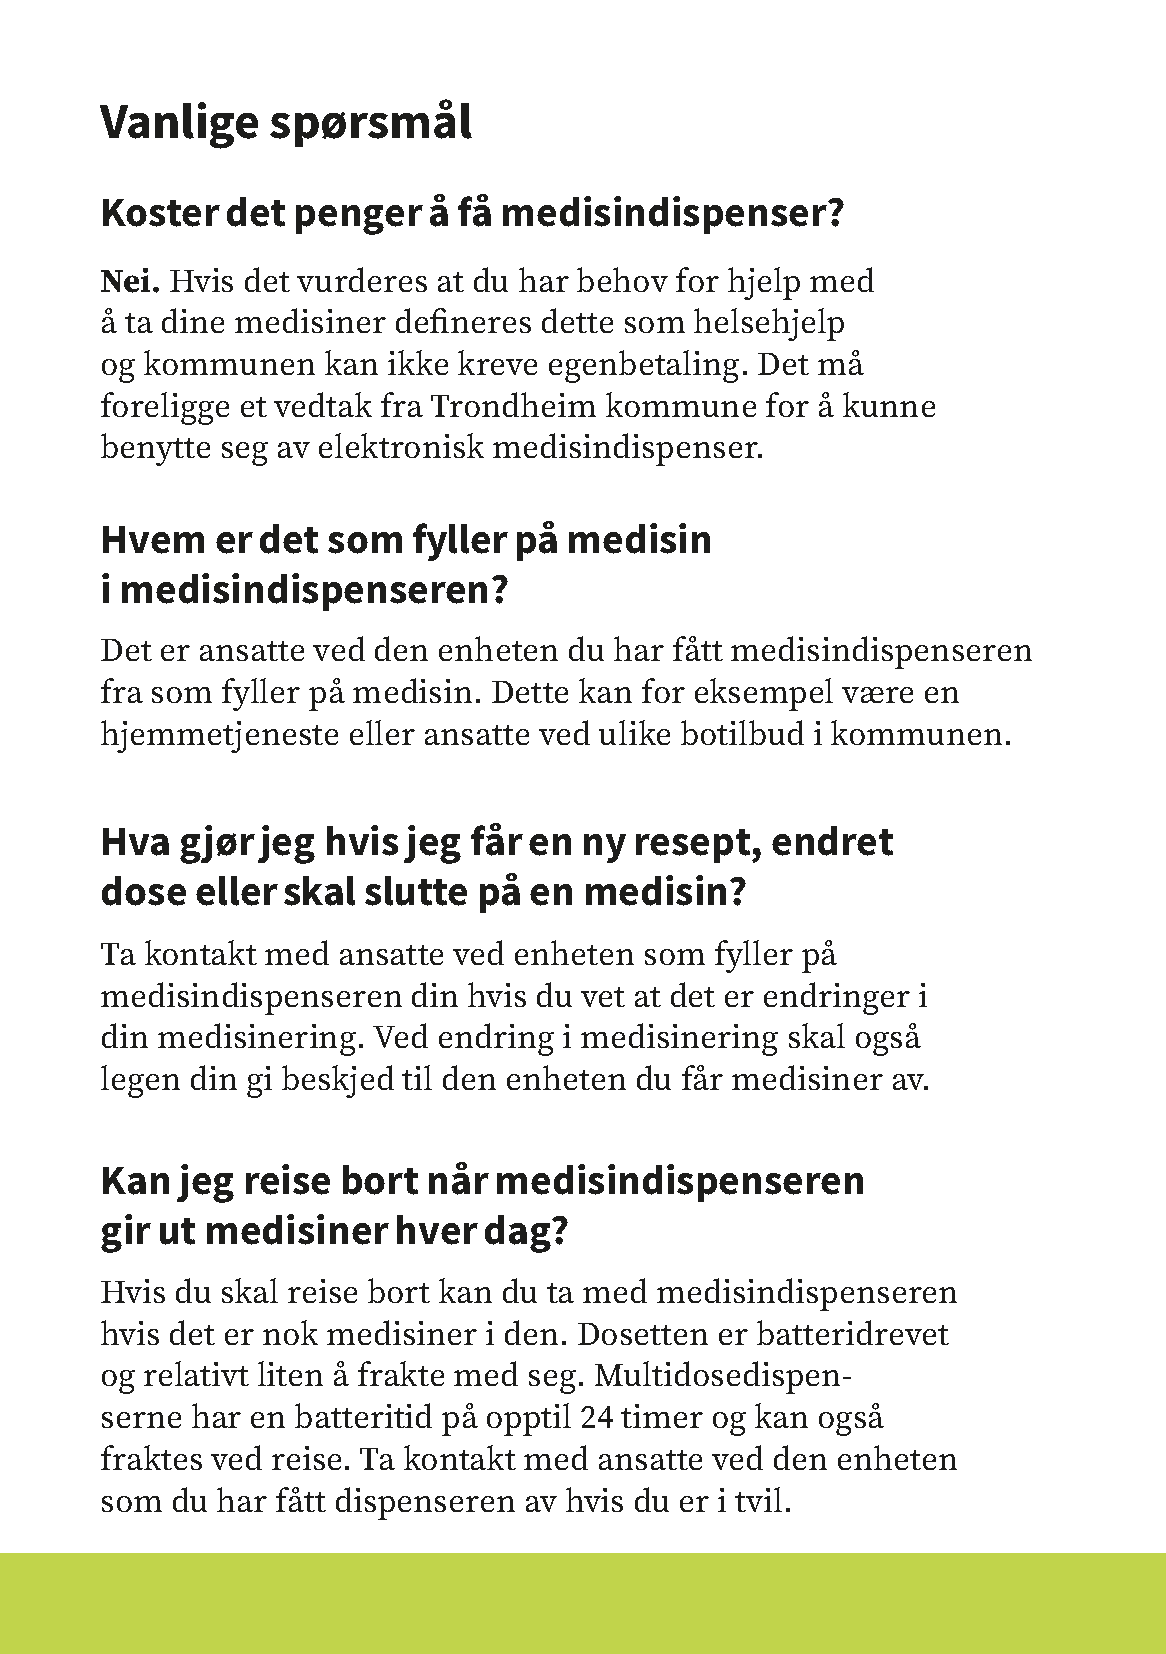 Vanlige spørsmål
Koster det penger å få medisindispenser?
Nei. Hvis det vurderes at du har behov for hjelp med
å ta dine medisiner defineres dette som helsehjelp
og kommunen kan ikke kreve egenbetaling. Det må
foreligge et vedtak fra Trondheim kommune for å kunne
benytte seg av elektronisk medisindispenser.
Hvem er det som fyller på medisin
i medisindispenseren?
Det er ansatte ved den enheten du har fått medisindispenseren
fra som fyller på medisin. Dette kan for eksempel være en
hjemmetjeneste eller ansatte ved ulike botilbud i kommunen.
Hva gjør jeg hvis jeg får en ny resept, endret
dose eller skal slutte på en medisin?
Ta kontakt med ansatte ved enheten som fyller på
medisindispenseren din hvis du vet at det er endringer i
din medisinering. Ved endring i medisinering skal også
legen din gi beskjed til den enheten du får medisiner av.
Kan jeg reise bort når medisindispenseren
gir ut medisiner hver dag?
Hvis du skal reise bort kan du ta med medisindispenseren
hvis det er nok medisiner i den. Dosetten er batteridrevet
og relativt liten å frakte med seg. Multidosedispen-
serne har en batteritid på opptil 24 timer og kan også
fraktes ved reise. Ta kontakt med ansatte ved den enheten
som du har fått dispenseren av hvis du er i tvil.